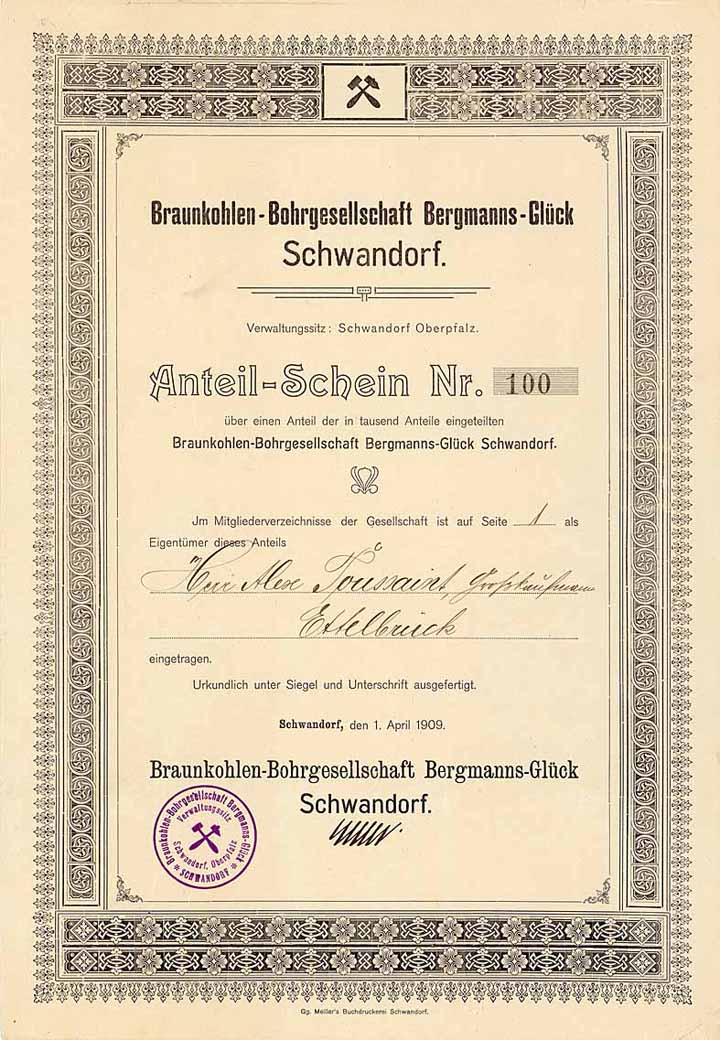 Braunkohlen-Bohrgesellschaft Bergmanns-Glück
Schwandorf.
Verwaltungssitz: Schwandorf Oberpfalz.
Anteil-Schein Nr. 100
über einen Anteil der in tausend Anteile eingeteilten
Braunkohlen-Bohrgesellschaft Bergmanns-Glück Schwandorf.
Jm Mitgliederverzeichnisse der Gesellschaft ist auf Seite 1 als
Eigentümer dieses Anteils
Herr Alex Toussaint, Großkaufmann
Ettelbrück
eingetragen.
Urkundlich unter Siegel und Unterschrift ausgefertigt.
Schwandorf, den 1. April 1909.
Braunkohlen-Bohrgesellschaft Bergmanns-Glück
Schwandorf.
Braunkohlen-Bohrgesellschaft Bergmanns-Glück
Verwaltungssitz
Schwandorf, Oberpfalz
* SCHWANDORF *
Gg. Meiller's Buchdruckerei Schwandorf.